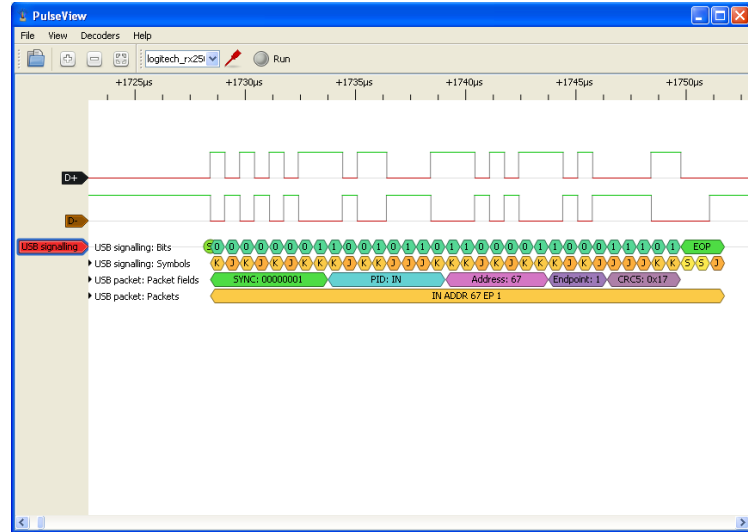 PulseView
File View Decoders Help
logitech_rx25 Run
+1725µs +1730µs +1735µs +1740µs +1745µs +1750µs
D+
D-
USB signalling USB signalling: Bits S 0 0 0 0 0 0 0 1 1 0 0 1 0 1 1 0 1 1 0 0 0 0 1 1 0 0 0 1 1 1 0 1 EOP
USB signalling: Symbols K J K J K J K K K J K K J J J K K J K J K K K J K J J J J K K S S J
USB packet: Packet fields SYNC: 00000001 PID: IN Address: 67 Endpoint: 1 CRC5: 0x17
USB packet: Packets IN ADDR 67 EP 1